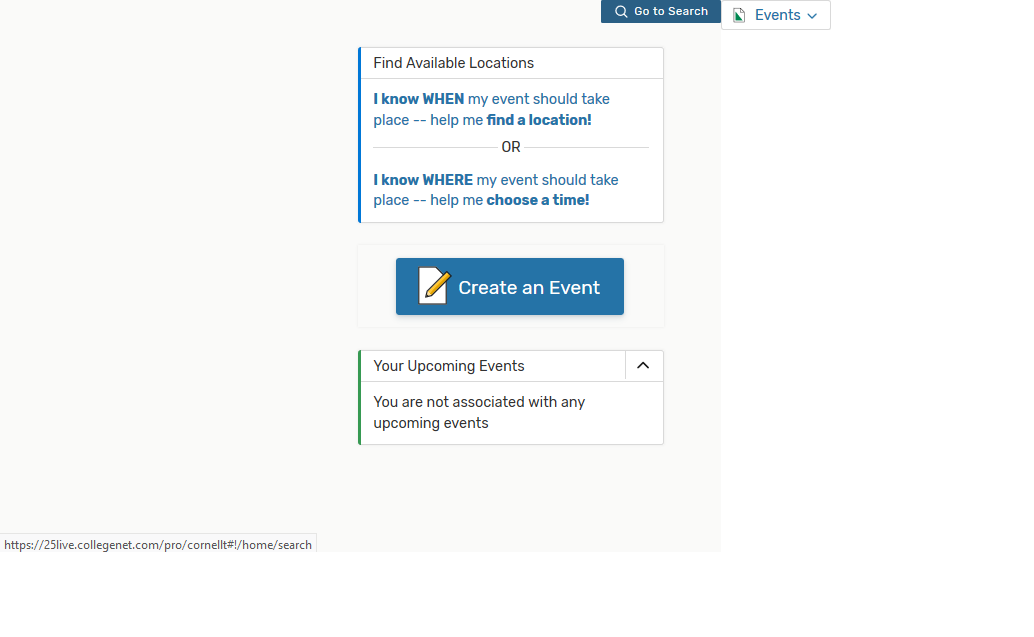 Go to Search
Events
Find Available Locations
I know WHEN my event should take
place -- help me find a location!
OR
I know WHERE my event should take
place -- help me choose a time!
Create an Event
Your Upcoming Events
You are not associated with any
upcoming events
https://25live.collegenet.com/pro/cornellt#!/home/search